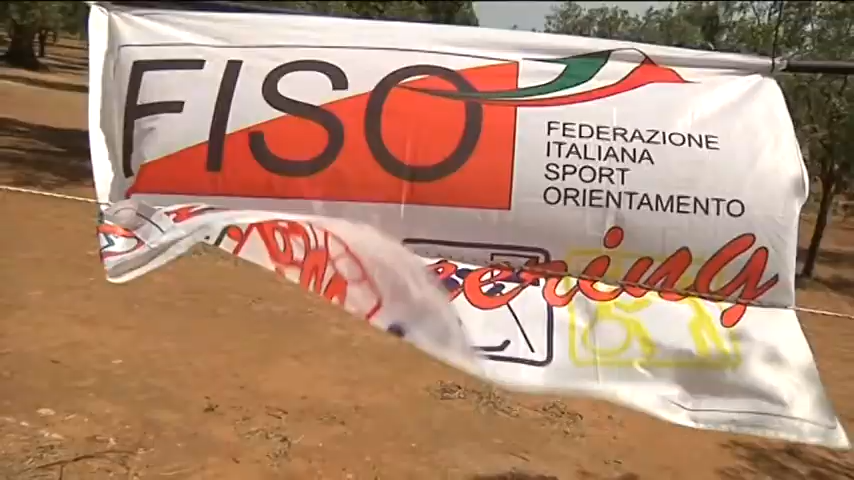 FISO
FEDERAZIONE
ITALIANA
SPORT
ORIENTAMENTO